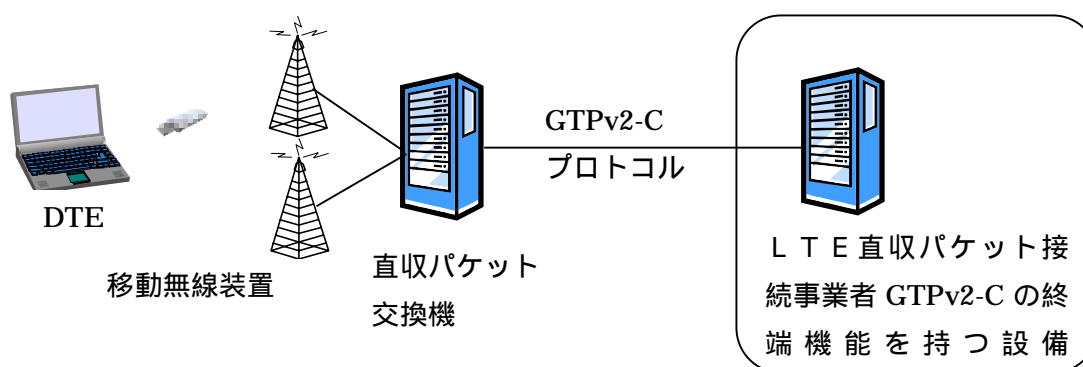 GTPv2-C
プロトコル
DTE
移動無線装置
直収パケット
交換機
ＬＴＥ直収パケット接
続事業者 GTPv2-C の終
端機能を持つ設備